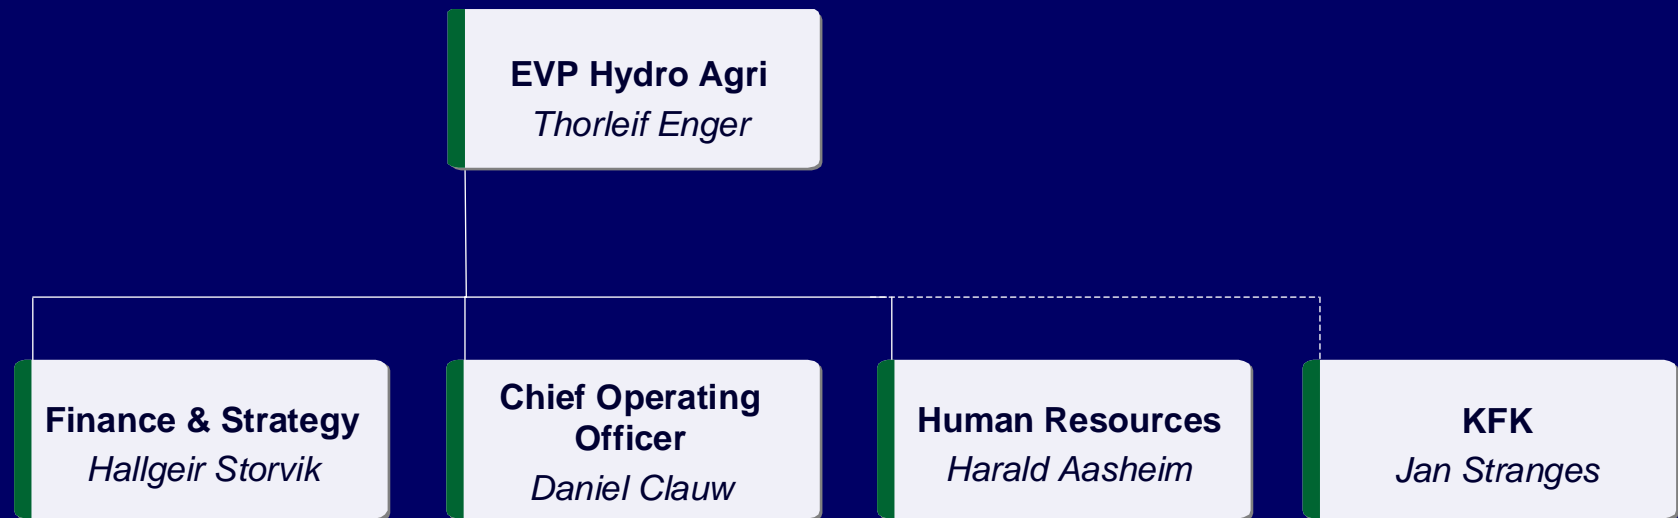 EVP Hydro Agri
Thorleif Enger
Finance & Strategy
Hallgeir Storvik
Chief Operating
Officer
Daniel Clauw
Human Resources
Harald Aasheim
KFK
Jan Stranges